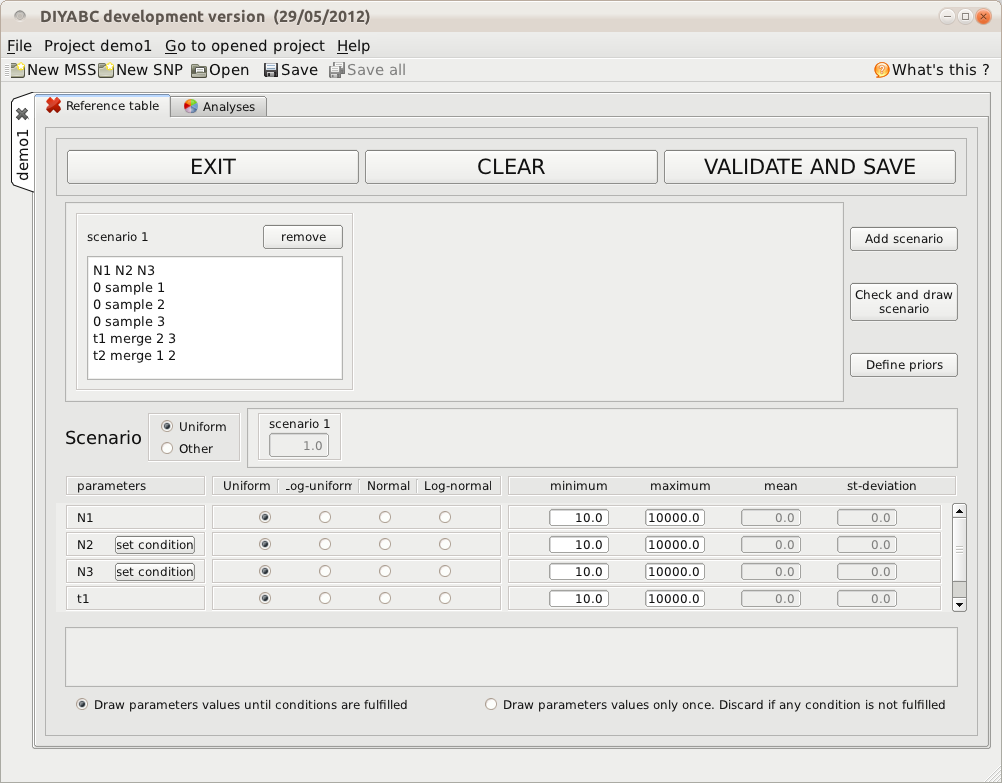 DIYABC development version (29/05/2012)
File Project demo1 Go to opened project Help
New MSS New SNP Open Save Save all What's this ?
demo1
Reference table Analyses
EXIT CLEAR VALIDATE AND SAVE
scenario 1 remove
N1 N2 N3
0 sample 1
0 sample 2
0 sample 3
t1 merge 2 3
t2 merge 1 2
Add scenario
Check and draw
scenario
Define priors
Scenario
Uniform
Other
scenario 1
1.0
parameters Uniform Log-uniform Normal Log-normal minimum maximum mean st-deviation
N1 10.0 10000.0 0.0 0.0
N2 set condition 10.0 10000.0 0.0 0.0
N3 set condition 10.0 10000.0 0.0 0.0
t1 10.0 10000.0 0.0 0.0
Draw parameters values until conditions are fulfilled Draw parameters values only once. Discard if any condition is not fulfilled